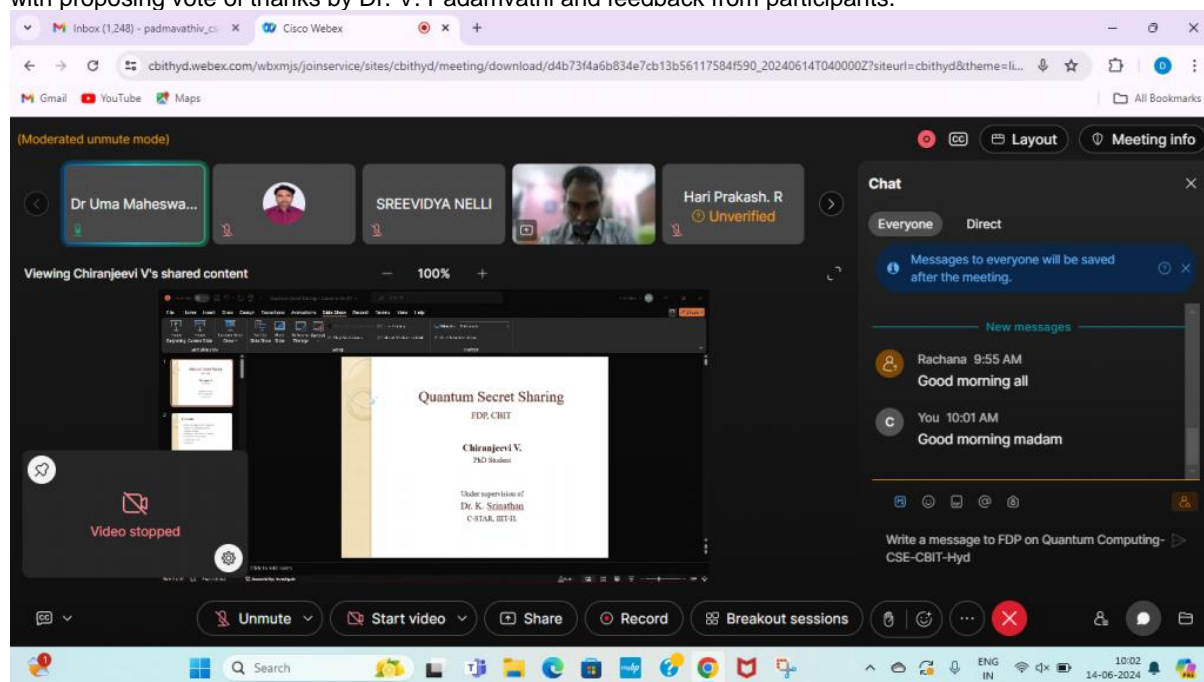 with proposing vote of thanks by Dr. V. Padamvathi and feedback from participants.
Inbox (1,248) - padmavathiv_cs
Cisco Webex
cbithyd.webex.com/wbxmjs/joinservice/sites/cbithyd/meeting/download/d4b73f4a6b834e7cb13b56117584f590_20240614T040000Z?siteurl=cbithyd&theme=li...
Gmail YouTube Maps
All Bookmarks
(Moderated unmute mode)
CC Layout Meeting info
Dr Uma Maheswa...
SREEVIDYA NELLI
Hari Prakash. R
Unverified
Viewing Chiranjeevi V's shared content
100%
Quantum Secret Sharing
FDP, CBIT
Chiranjeevi V.
PhD Student
Under supervision of
Dr. K. Srinathan
C-STAR, IIIT-H.
Click to add notes
Video stopped
Chat
Everyone Direct
Messages to everyone will be saved
after the meeting.
New messages
Rachana 9:55 AM
Good morning all
C You 10:01 AM
Good morning madam
Write a message to FDP on Quantum Computing-
CSE-CBIT-Hyd
CC Unmute Start video Share Record Breakout sessions
Search
ENG
IN
10:02
14-06-2024